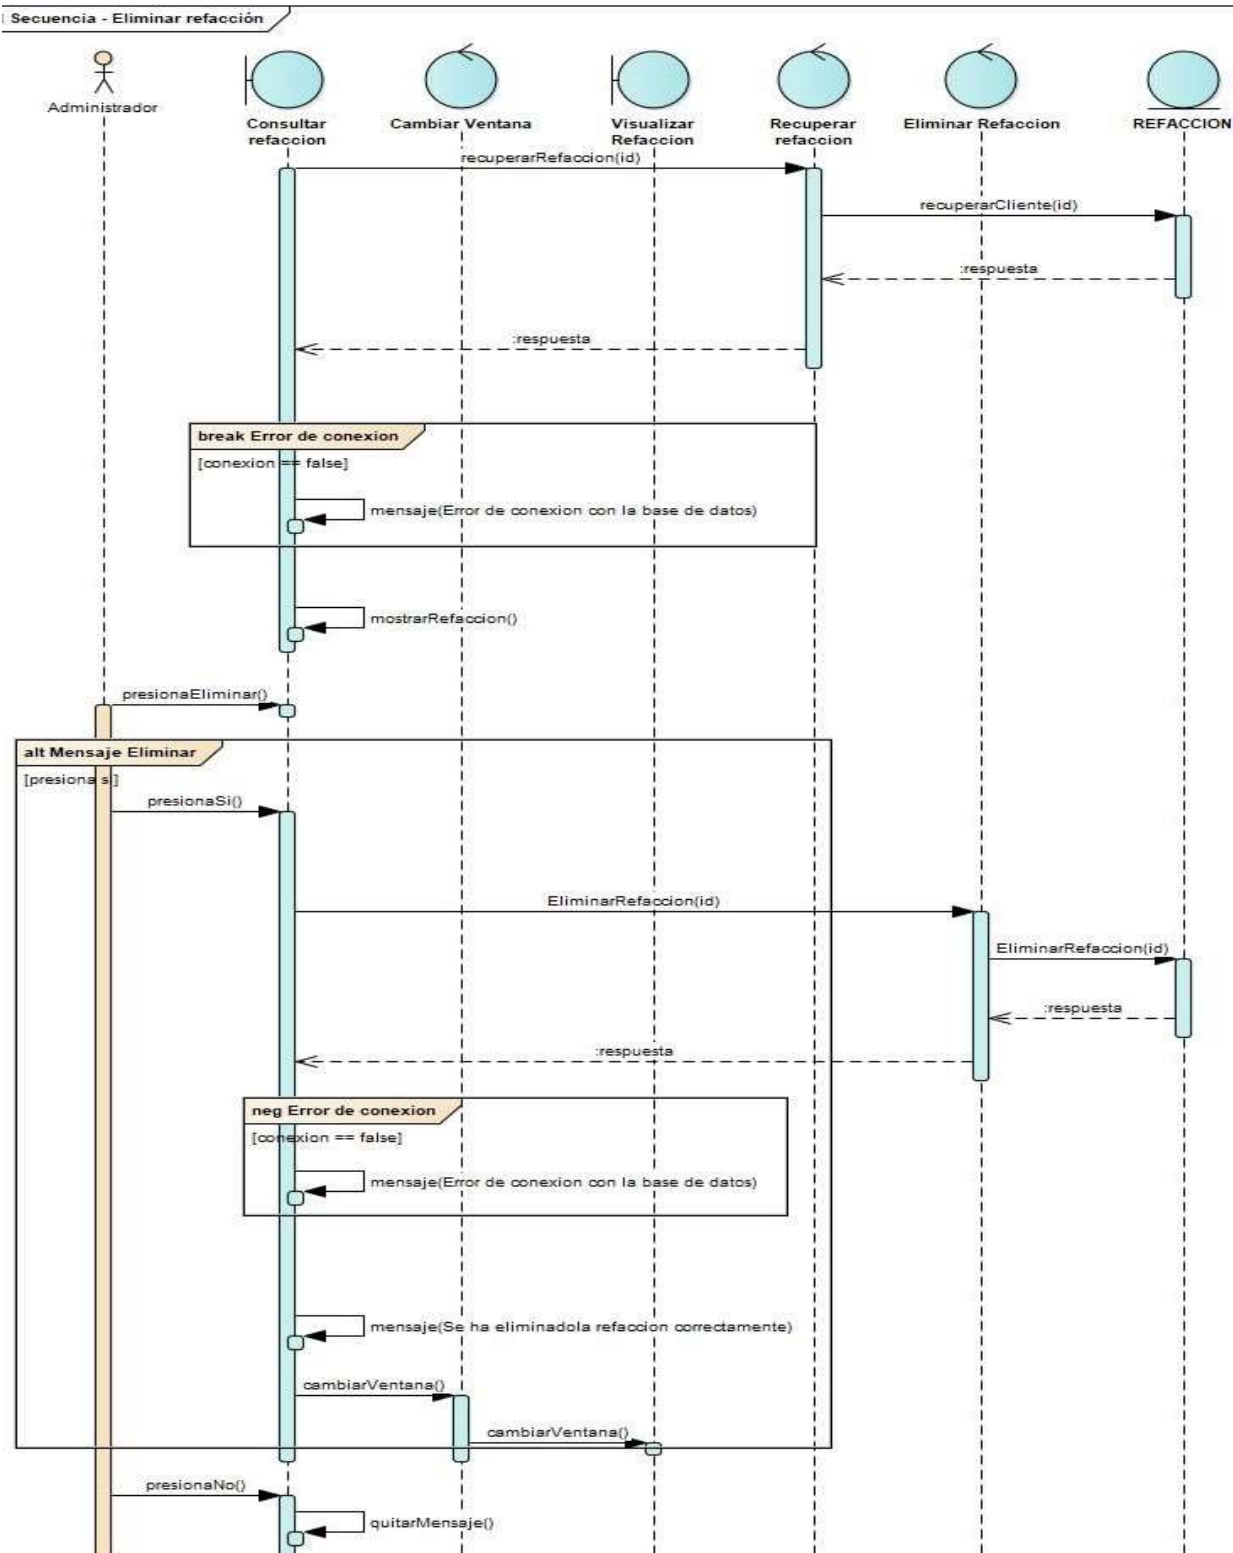 Secuencia - Eliminar refacción
Administrador
Consultar
refaccion
Cambiar Ventana
Visualizar
Refaccion
Recuperar
refaccion
Eliminar Refaccion
REFACCION
recuperarRefaccion(id)
recuperarCliente(id)
:respuesta
:respuesta
break Error de conexion
[conexion == false]
mensaje(Error de conexion con la base de datos)
mostrarRefaccion()
presionaEliminar()
alt Mensaje Eliminar
[presiona si]
presionaSi()
EliminarRefaccion(id)
EliminarRefaccion(id)
:respuesta
:respuesta
neg Error de conexion
[conexion == false]
mensaje(Error de conexion con la base de datos)
mensaje(Se ha eliminadola refaccion correctamente)
cambiarVentana()
cambiarVentana()
presionaNo()
quitarMensaje()